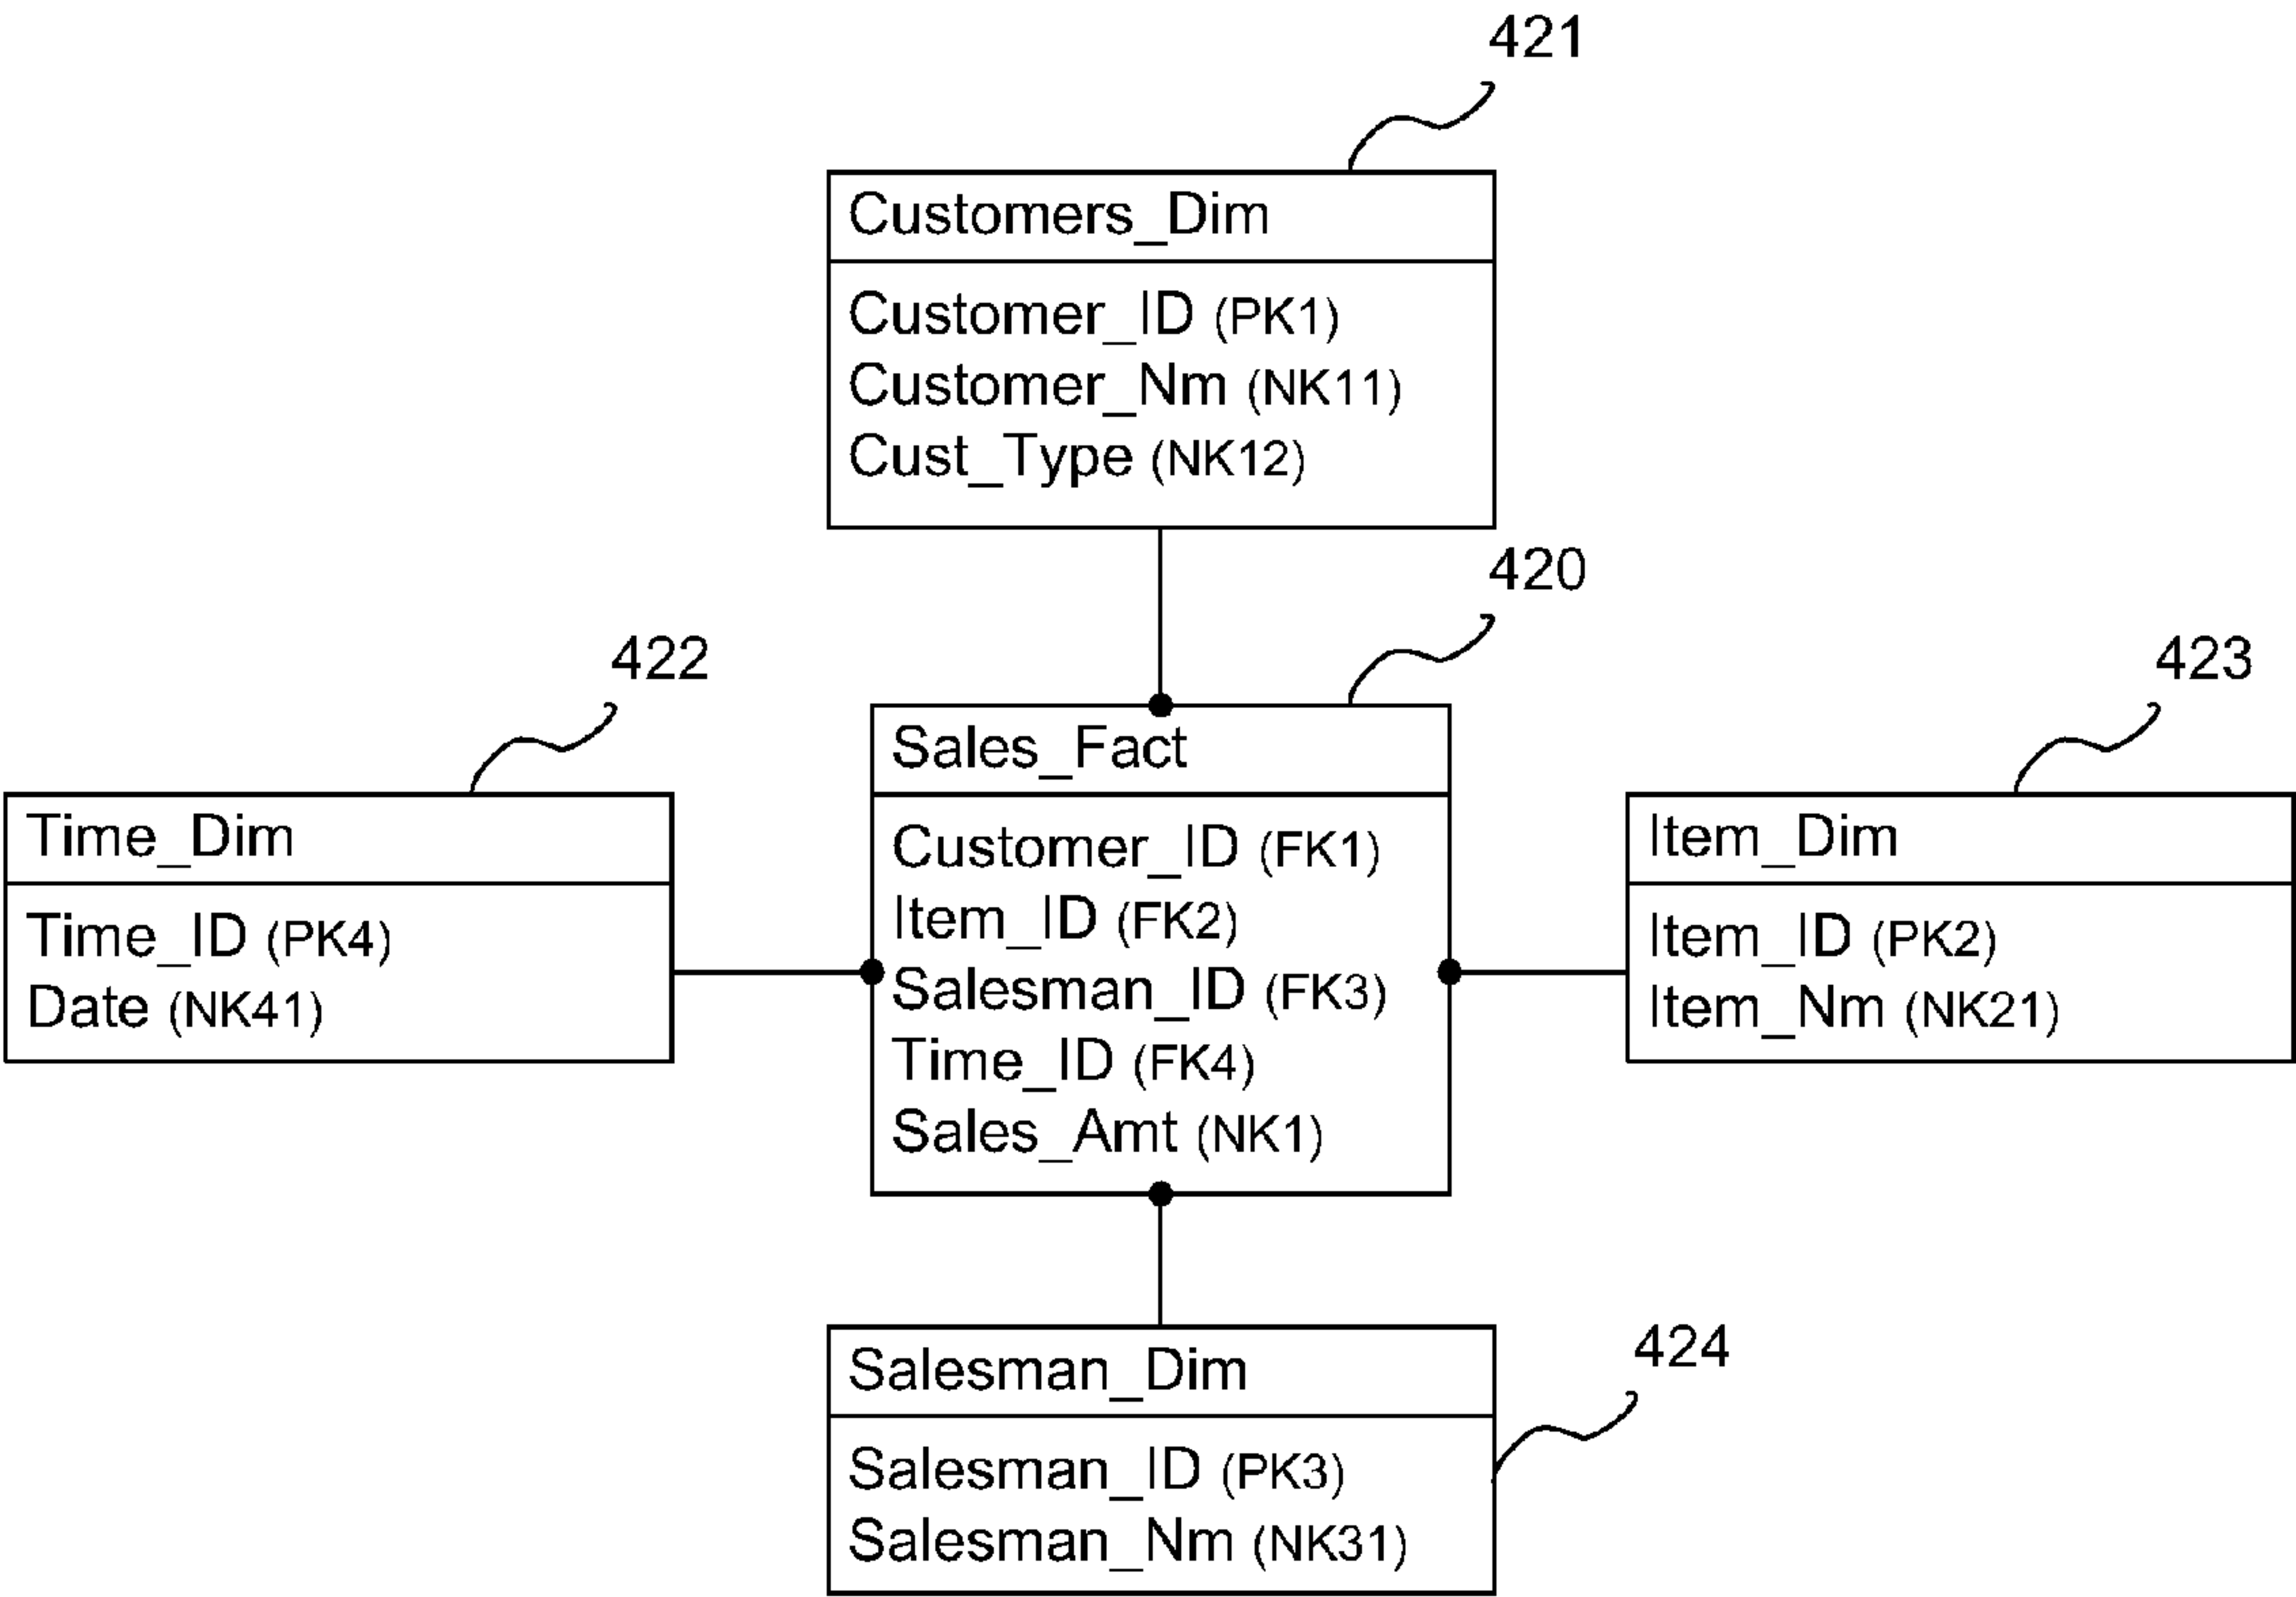 421
Customers_Dim
Customer_ID (PK1)
Customer_Nm (NK11)
Cust_Type (NK12)
420
Sales_Fact
Customer_ID (FK1)
Item_ID (FK2)
Salesman_ID (FK3)
Time_ID (FK4)
Sales_Amt (NK1)
422
Time_Dim
Time_ID (PK4)
Date (NK41)
423
Item_Dim
Item_ID (PK2)
Item_Nm (NK21)
424
Salesman_Dim
Salesman_ID (PK3)
Salesman_Nm (NK31)